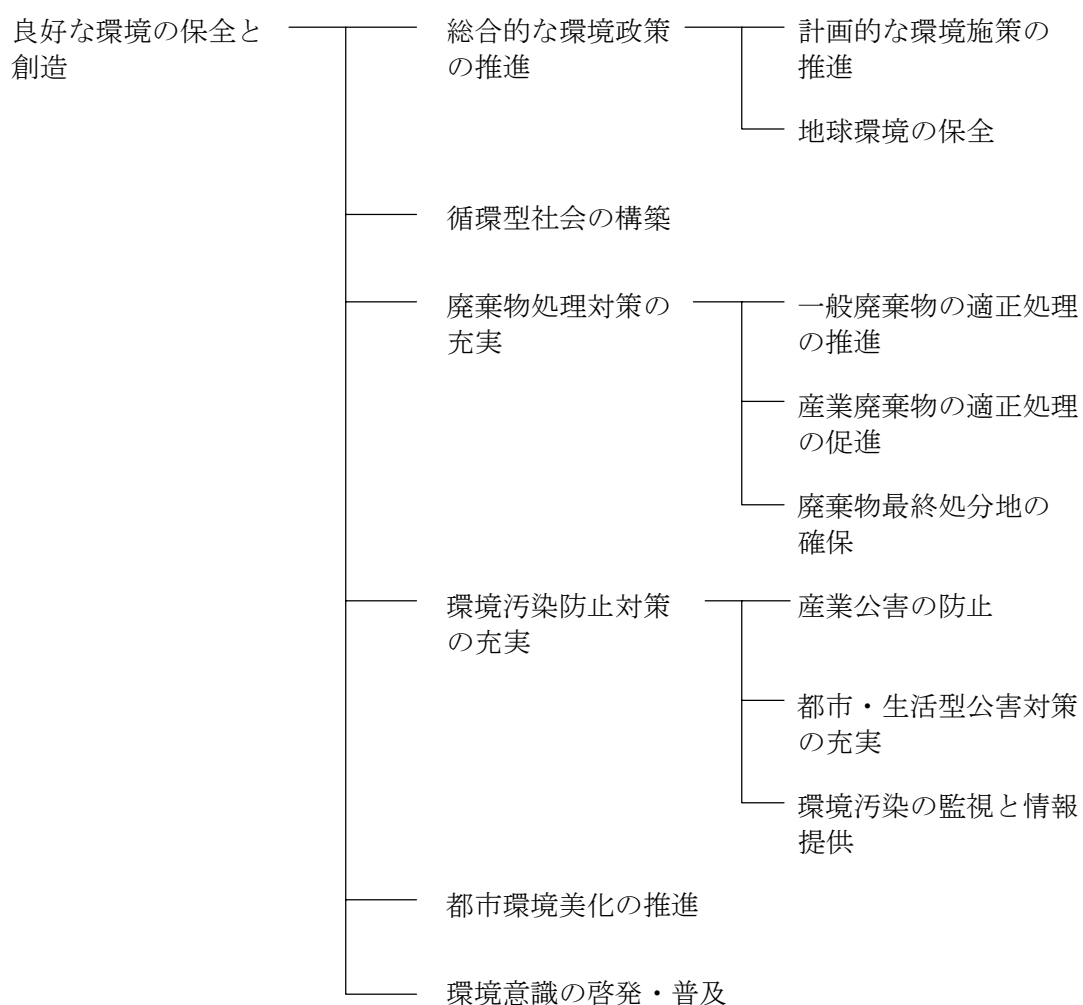 良好な環境の保全と
創造
総合的な環境政策
の推進
計画的な環境施策の
推進
地球環境の保全
循環型社会の構築
廃棄物処理対策の
充実
一般廃棄物の適正処理
の推進
産業廃棄物の適正処理
の促進
廃棄物最終処分地の
確保
環境汚染防止対策
の充実
産業公害の防止
都市・生活型公害対策
の充実
環境汚染の監視と情報
提供
都市環境美化の推進
環境意識の啓発・普及